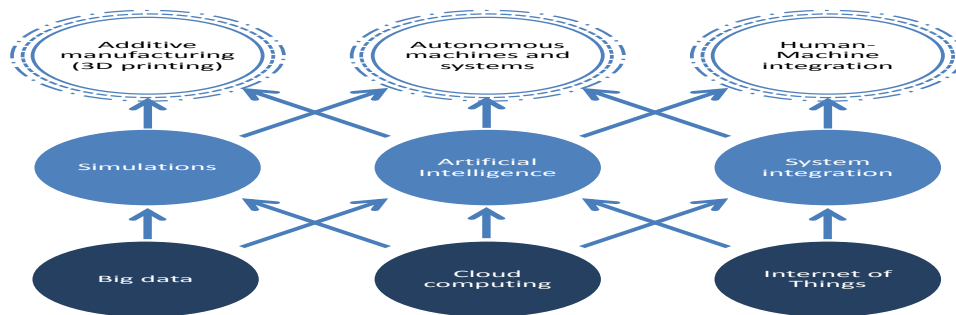 Additive
manufacturing
(3D printing)
Autonomous
machines and
systems
Human-
Machine
integration
Simulations
Artificial
Intelligence
System
integration
Big data
Cloud
computing
Internet of
Things